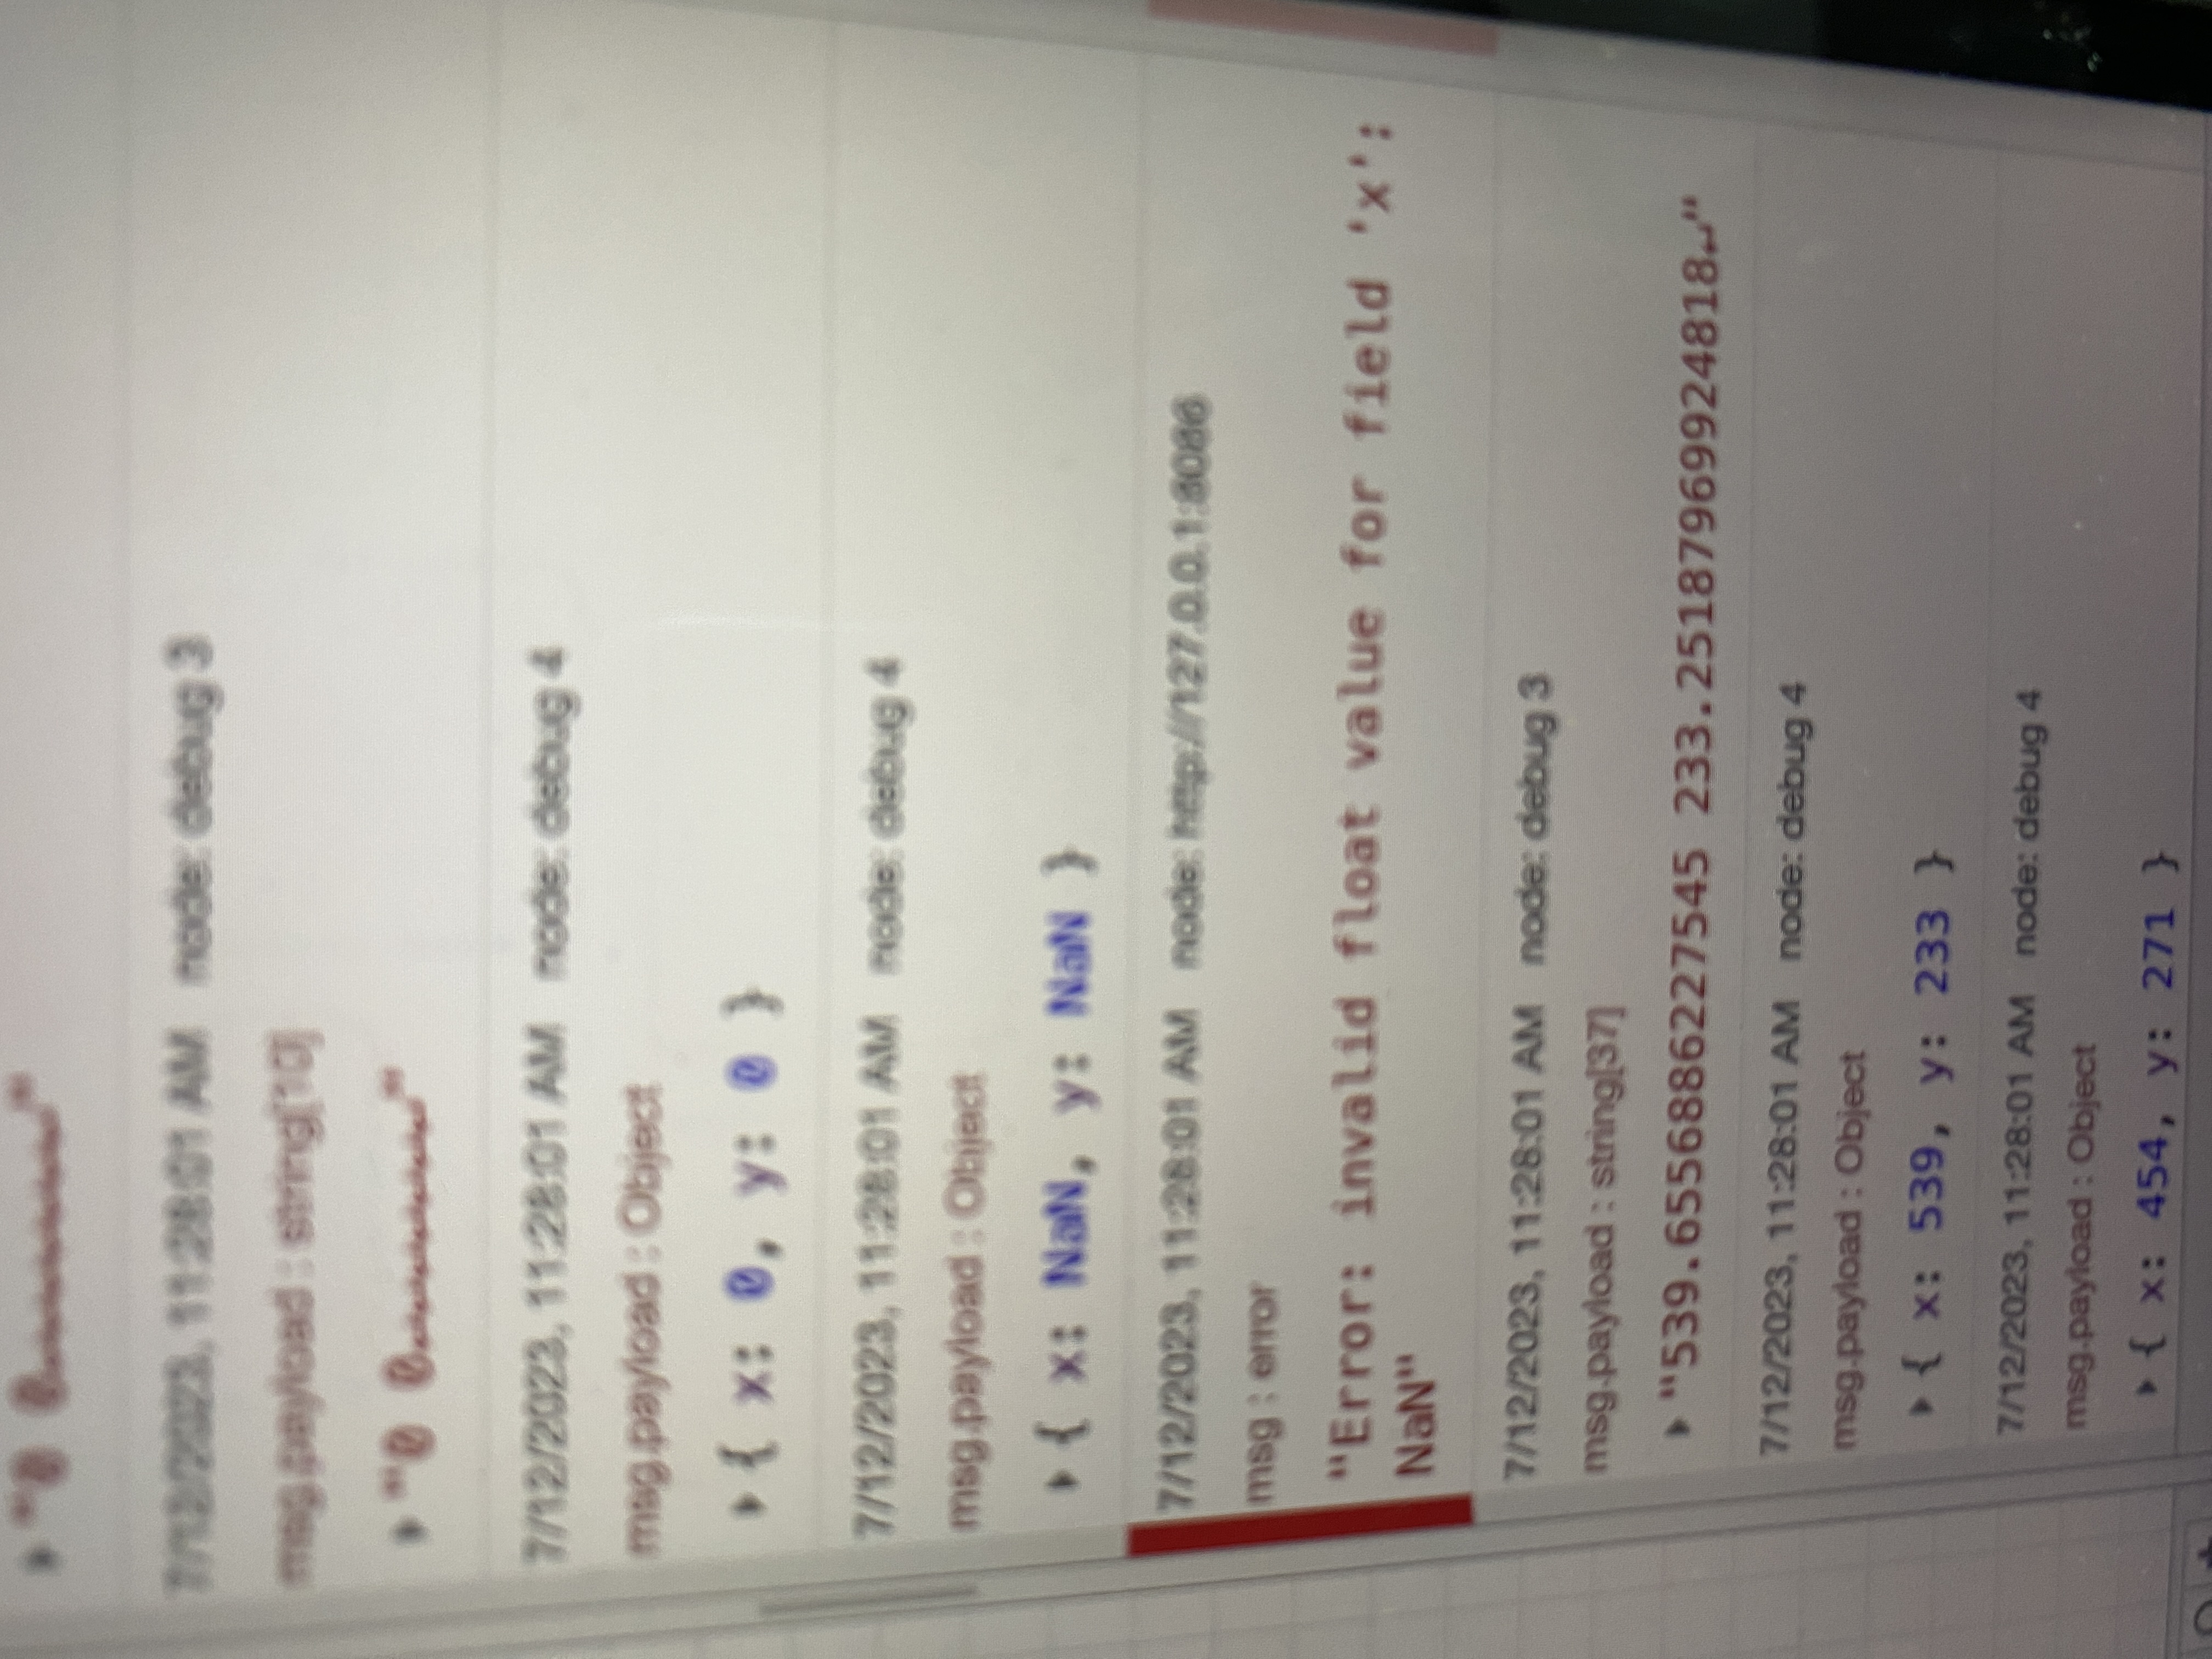 "0 0↵↵↵↵↵↵↵"
7/12/2023, 11:28:01 AM node: debug 3
msg.payload : string[10]
"0 0↵↵↵↵↵↵↵"
7/12/2023, 11:28:01 AM node: debug 4
msg.payload : Object
{ x: 0, y: 0 }
7/12/2023, 11:28:01 AM node: debug 4
msg.payload : Object
{ x: NaN, y: NaN }
7/12/2023, 11:28:01 AM node: http://127.0.0.1:8086
msg : error
"Error: invalid float value for field 'x':
NaN"
7/12/2023, 11:28:01 AM node: debug 3
msg.payload : string[37]
"539.6556886227545 233.25187969924818↵"
7/12/2023, 11:28:01 AM node: debug 4
msg.payload : Object
{ x: 539, y: 233 }
7/12/2023, 11:28:01 AM node: debug 4
msg.payload : Object
{ x: 454, y: 271 }